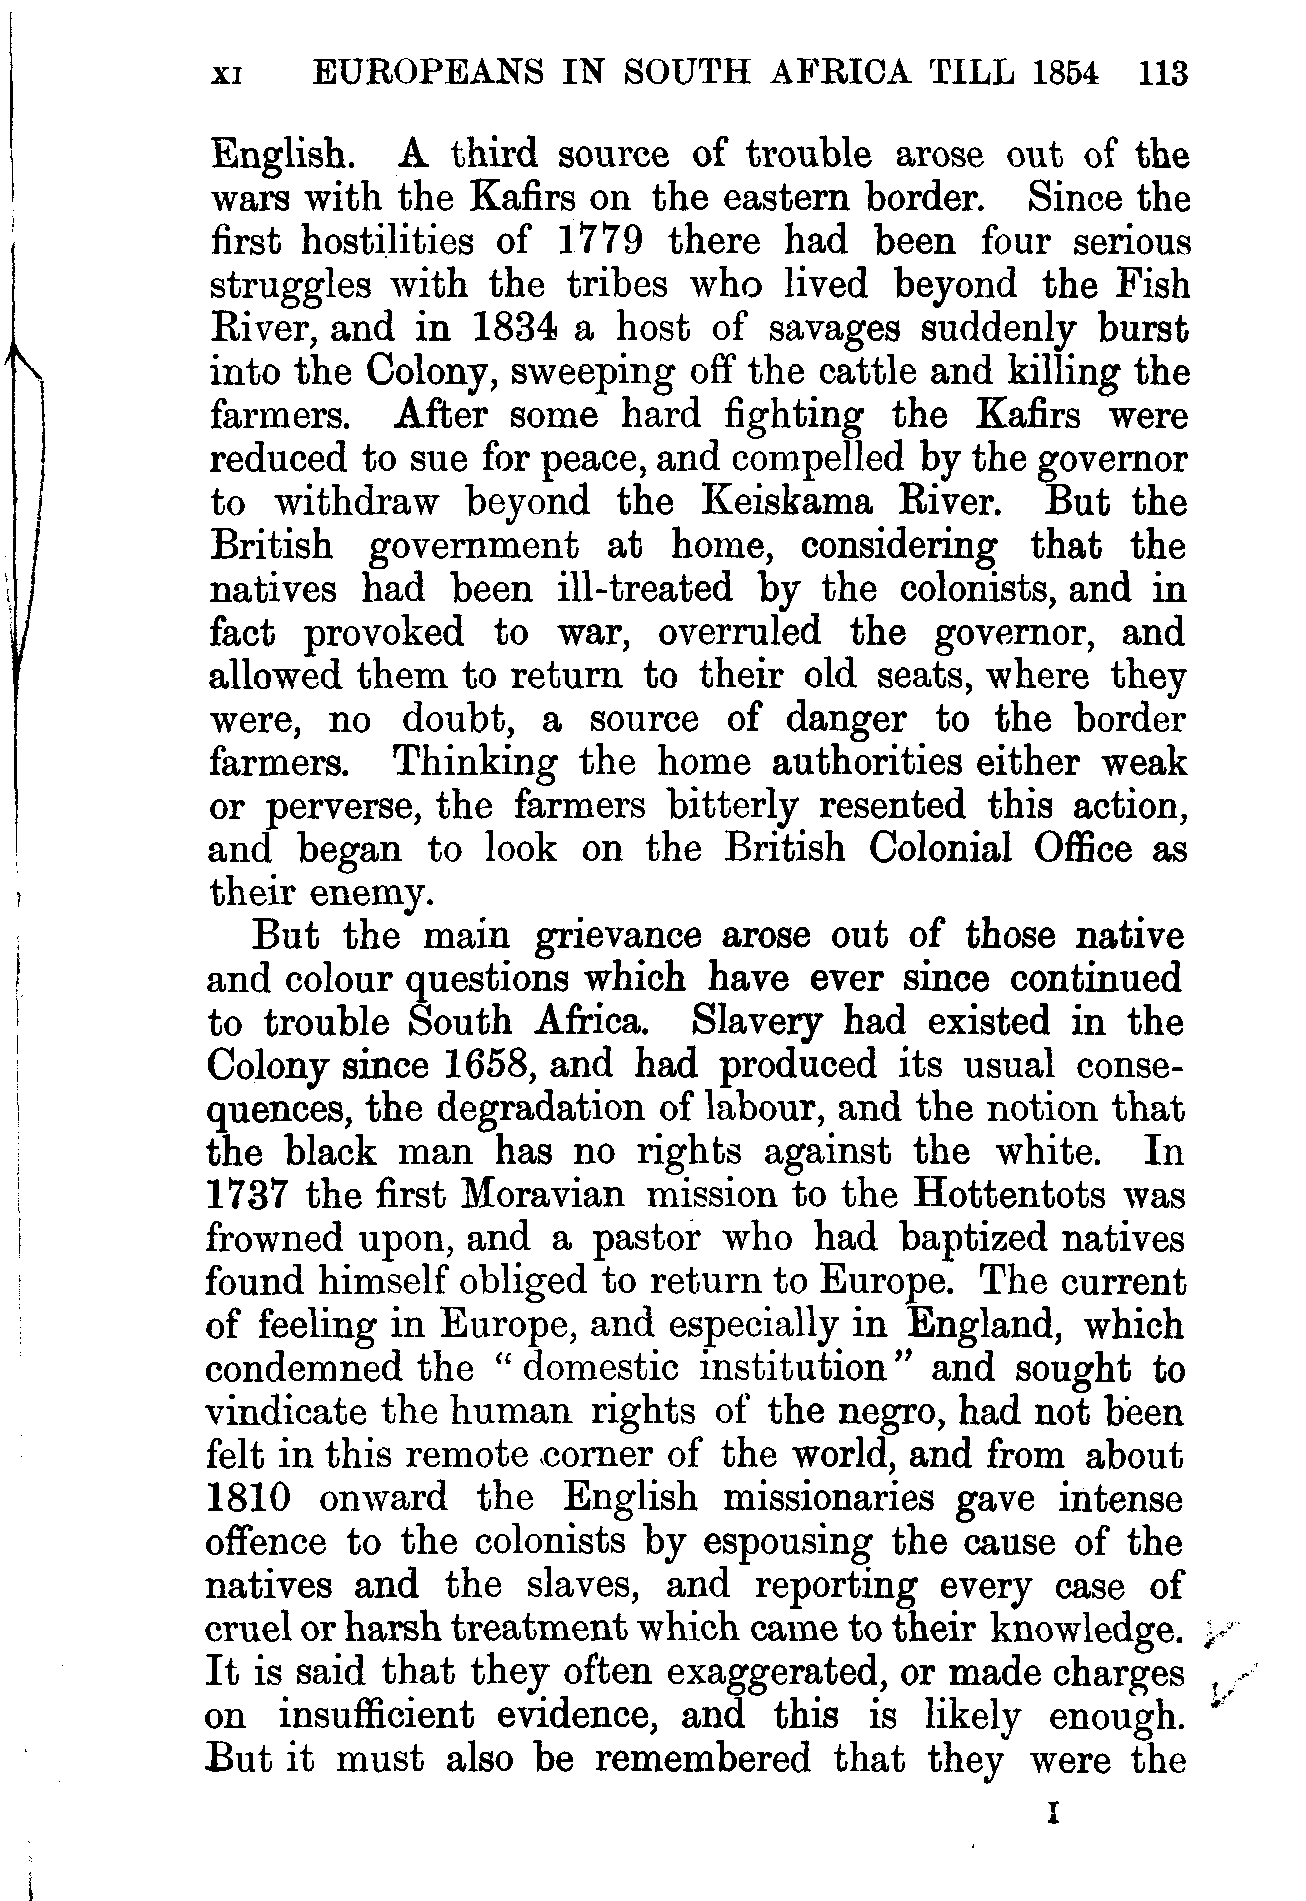 XI EUROPEANS IN SOUTH AFRICA TILL 1854 113
English. A third source of trouble arose out of the
wars with the Kafirs on the eastern border. Since the
first hostilities of 1779 there had been four serious
struggles with the tribes who lived beyond the Fish
River, and in 1834 a host of savages suddenly burst
into the Colony, sweeping off the cattle and killing the
farmers. After some hard fighting the Kafirs were
reduced to sue for peace, and compelled by the governor
to withdraw beyond the Keiskama River. But the
British government at home, considering that the
natives had been ill-treated by the colonists, and in
fact provoked to war, overruled the governor, and
allowed them to return to their old seats, where they
were, no doubt, a source of danger to the border
farmers. Thinking the home authorities either weak
or perverse, the farmers bitterly resented this action,
and began to look on the British Colonial Office as
their enemy.
But the main grievance arose out of those native
and colour questions which have ever since continued
to trouble South Africa. Slavery had existed in the
Colony since 1658, and had produced its usual conse-
quences, the degradation of labour, and the notion that
the black man has no rights against the white. In
1737 the first Moravian mission to the Hottentots was
frowned upon, and a pastor who had baptized natives
found himself obliged to return to Europe. The current
of feeling in Europe, and especially in England, which
condemned the “domestic institution” and sought to
vindicate the human rights of the negro, had not been
felt in this remote corner of the world, and from about
1810 onward the English missionaries gave intense
offence to the colonists by espousing the cause of the
natives and the slaves, and reporting every case of
cruel or harsh treatment which came to their knowledge.
It is said that they often exaggerated, or made charges
on insufficient evidence, and this is likely enough.
But it must also be remembered that they were the
I